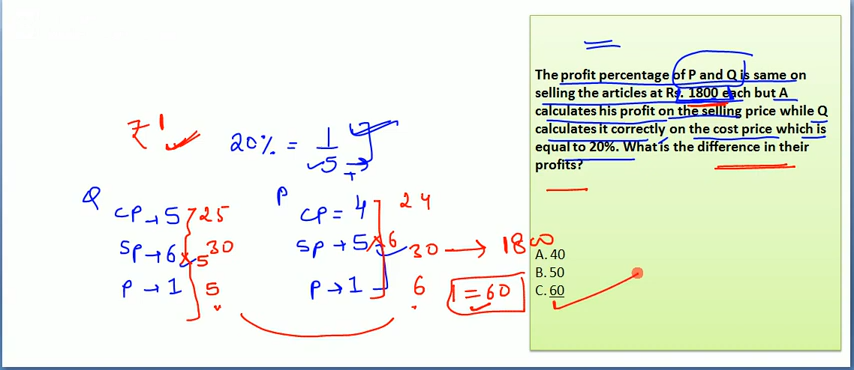 The profit percentage of P and Q is same on
selling the articles at Rs. 1800 each but A
calculates his profit on the selling price while Q
calculates it correctly on the cost price which is
equal to 20%. What is the difference in their
profits?
A. 40
B. 50
C. 60
₹ 1
20% = 1/5
Q
CP → 5 25
SP → 6 × 5 30
P → 1 5
P
CP = 4 24
SP → 5 × 6 30 → 1800
P → 1 6 1 = 60